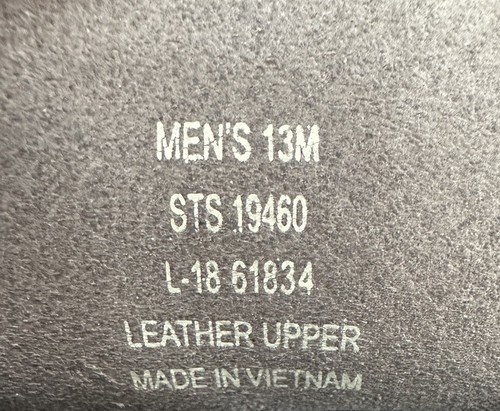 MEN'S 13M
STS 19460
L-18 61834
LEATHER UPPER
MADE IN VIETNAM